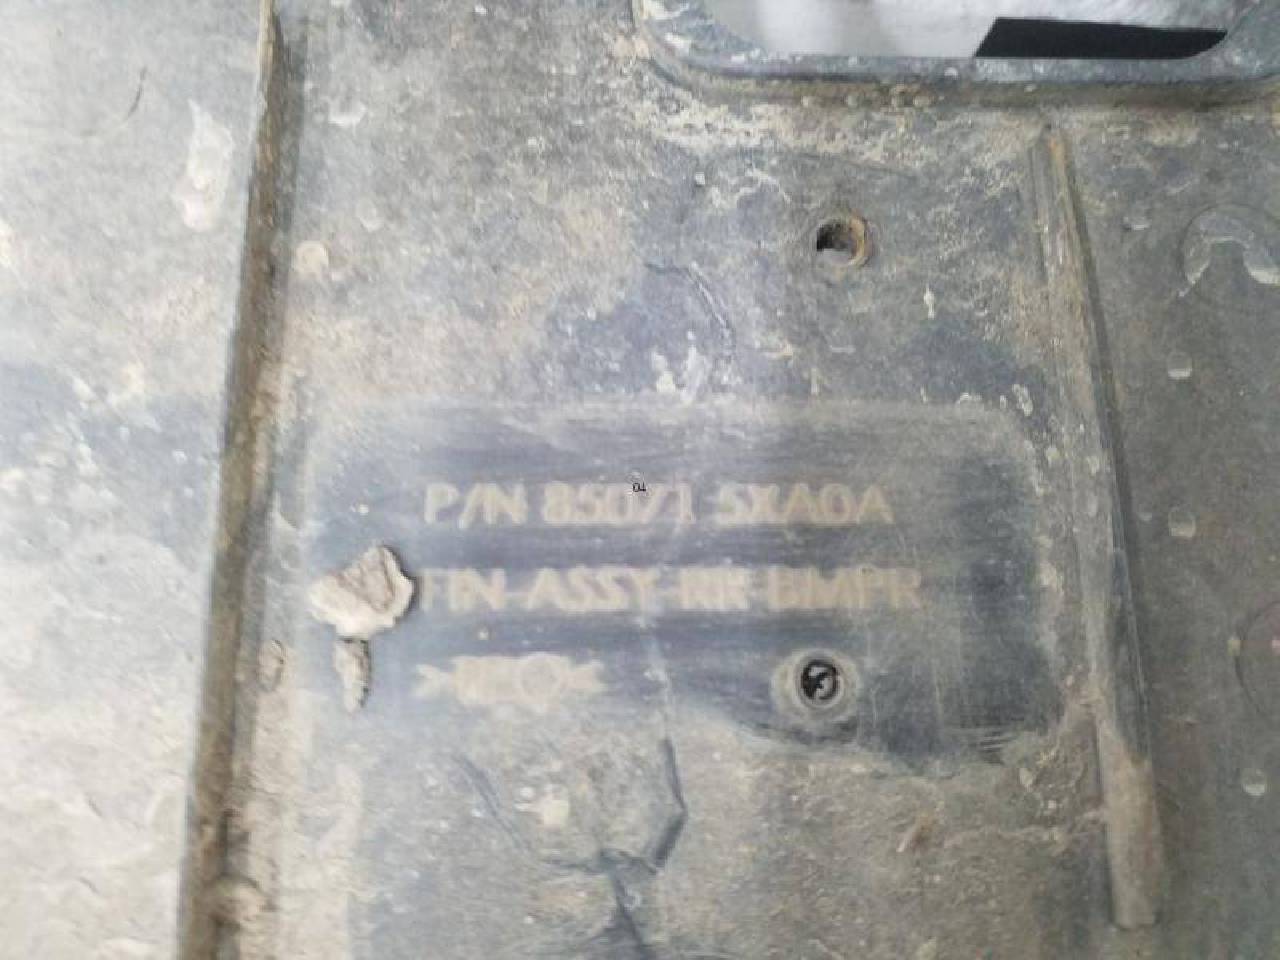 P/N 85071 5XA0A
FIN-ASSY-RR BMPR